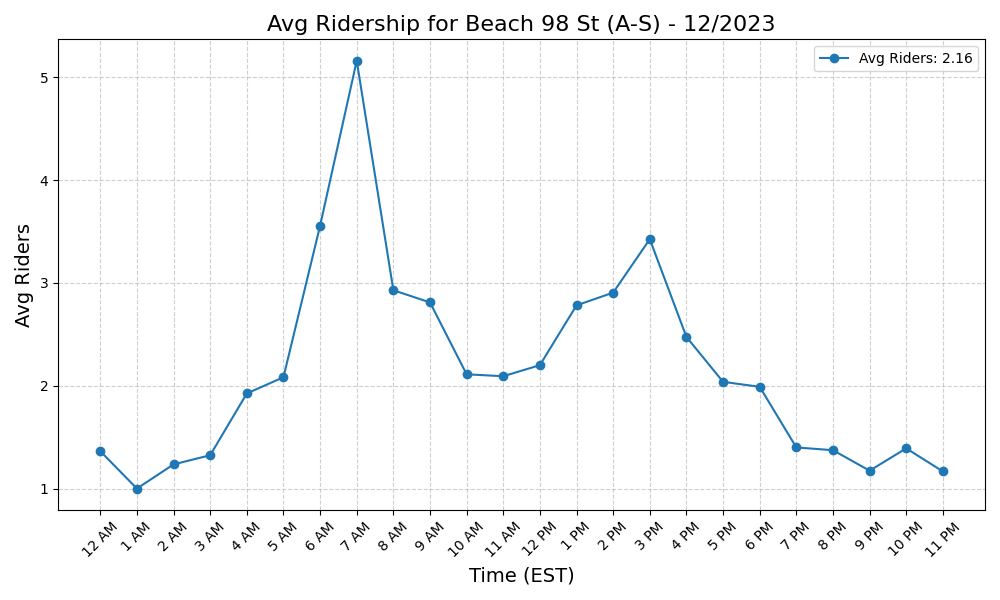 Avg Ridership for Beach 98 St (A-S) - 12/2023
Avg Riders: 2.16
Avg Riders
5
4
3
2
1
12 AM
1 AM
2 AM
3 AM
4 AM
5 AM
6 AM
7 AM
8 AM
9 AM
10 AM
11 AM
12 PM
1 PM
2 PM
3 PM
4 PM
5 PM
6 PM
7 PM
8 PM
9 PM
10 PM
11 PM
Time (EST)